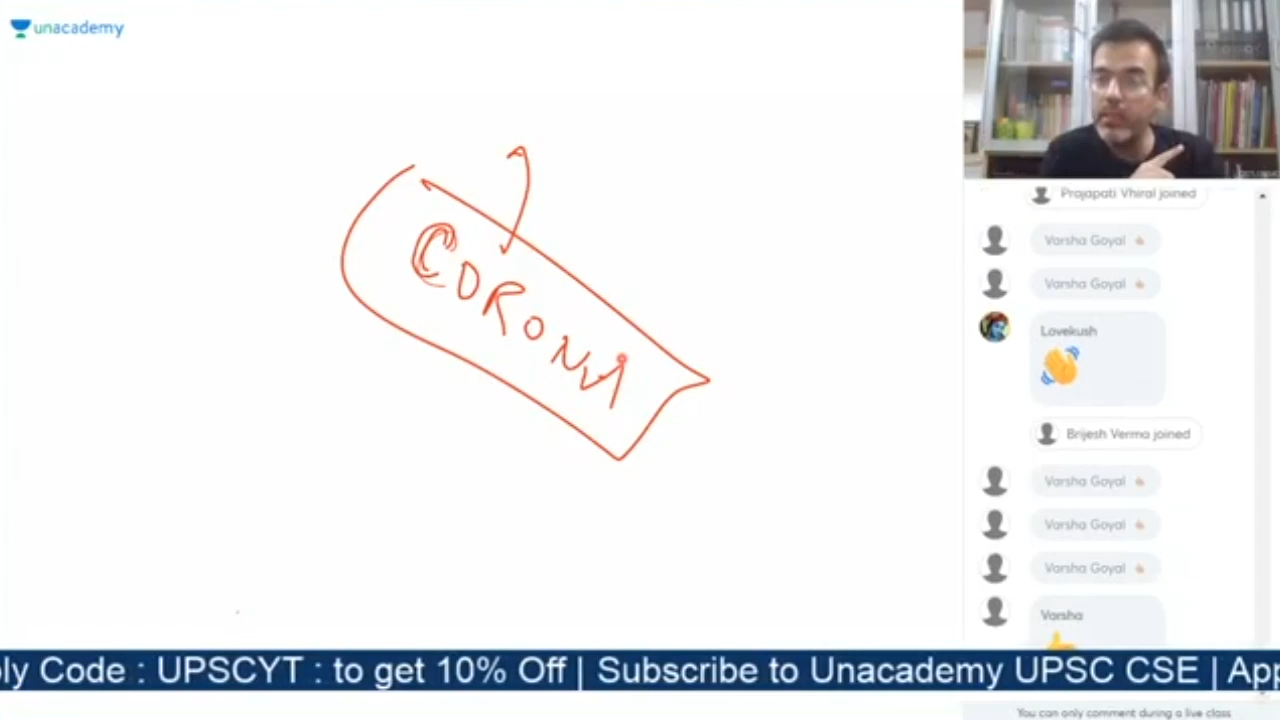 unacademy
CORONA
Prajapati Vhiral joined
Varsha Goyal
Varsha Goyal
Lovekush
Brijesh Verma joined
Varsha Goyal
Varsha Goyal
Varsha Goyal
Varsha
ly Code : UPSCYT : to get 10% Off | Subscribe to Unacademy UPSC CSE | App
You can only comment during a live class